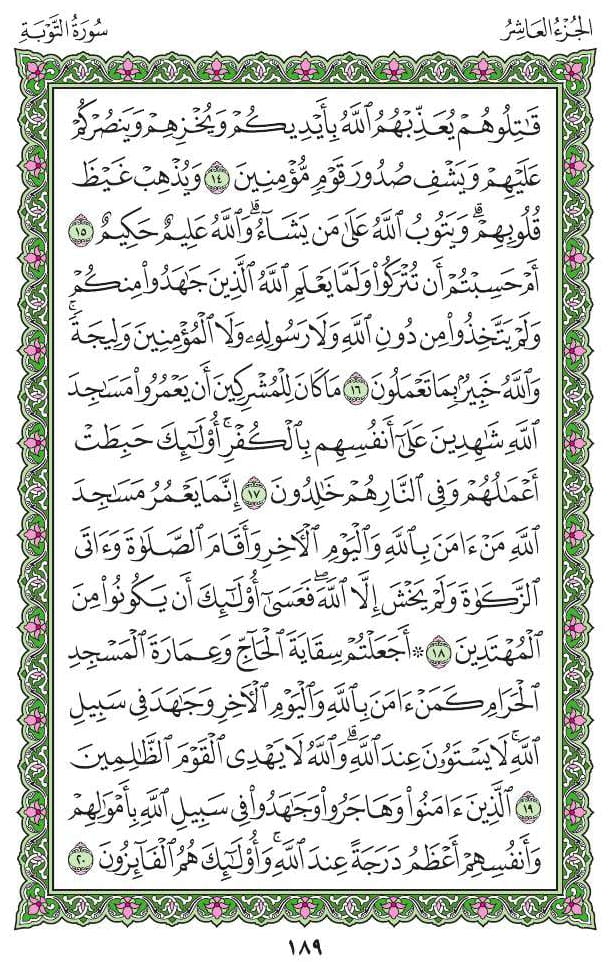 الجُزْءُ العَاشِرُ
سُورَةُ التَّوْبَةِ
قَٰتِلُوهُمْ يُعَذِّبْهُمُ ٱللَّهُ بِأَيْدِيكُمْ وَيُخْزِهِمْ وَيَنصُرْكُمْ
عَلَيْهِمْ وَيَشْفِ صُدُورَ قَوْمٍ مُّؤْمِنِينَ ١٤ وَيُذْهِبْ غَيْظَ
قُلُوبِهِمْ ۗ وَيَتُوبُ ٱللَّهُ عَلَىٰ مَن يَشَآءُ ۗ وَٱللَّهُ عَلِيمٌ حَكِيمٌ ١٥
أَمْ حَسِبْتُمْ أَن تُتْرَكُوا۟ وَلَمَّا يَعْلَمِ ٱللَّهُ ٱلَّذِينَ جَٰهَدُوا۟ مِنكُمْ
وَلَمْ يَتَّخِذُوا۟ مِن دُونِ ٱللَّهِ وَلَا رَسُولِهِۦ وَلَا ٱلْمُؤْمِنِينَ وَلِيجَةً ۚ
وَٱللَّهُ خَبِيرٌۢ بِمَا تَعْمَلُونَ ١٦ مَا كَانَ لِلْمُشْرِكِينَ أَن يَعْمُرُوا۟ مَسَٰجِدَ
ٱللَّهِ شَٰهِدِينَ عَلَىٰٓ أَنفُسِهِم بِٱلْكُفْرِ ۚ أُو۟لَٰٓئِكَ حَبِطَتْ
أَعْمَٰلُهُمْ وَفِى ٱلنَّارِ هُمْ خَٰلِدُونَ ١٧ إِنَّمَا يَعْمُرُ مَسَٰجِدَ
ٱللَّهِ مَنْ ءَامَنَ بِٱللَّهِ وَٱلْيَوْمِ ٱلْءَاخِرِ وَأَقَامَ ٱلصَّلَوٰةَ وَءَاتَى
ٱلزَّكَوٰةَ وَلَمْ يَخْشَ إِلَّا ٱللَّهَ ۖ فَعَسَىٰٓ أُو۟لَٰٓئِكَ أَن يَكُونُوا۟ مِنَ
ٱلْمُهْتَدِينَ ١٨ ۞ أَجَعَلْتُمْ سِقَايَةَ ٱلْحَآجِّ وَعِمَارَةَ ٱلْمَسْجِدِ
ٱلْحَرَامِ كَمَنْ ءَامَنَ بِٱللَّهِ وَٱلْيَوْمِ ٱلْءَاخِرِ وَجَٰهَدَ فِى سَبِيلِ
ٱللَّهِ ۚ لَا يَسْتَوُۥنَ عِندَ ٱللَّهِ ۗ وَٱللَّهُ لَا يَهْدِى ٱلْقَوْمَ ٱلظَّٰلِمِينَ
١٩ ٱلَّذِينَ ءَامَنُوا۟ وَهَاجَرُوا۟ وَجَٰهَدُوا۟ فِى سَبِيلِ ٱللَّهِ بِأَمْوَٰلِهِمْ
وَأَنفُسِهِمْ أَعْظَمُ دَرَجَةً عِندَ ٱللَّهِ ۚ وَأُو۟لَٰٓئِكَ هُمُ ٱلْفَآئِزُونَ ٢٠
١٨٩